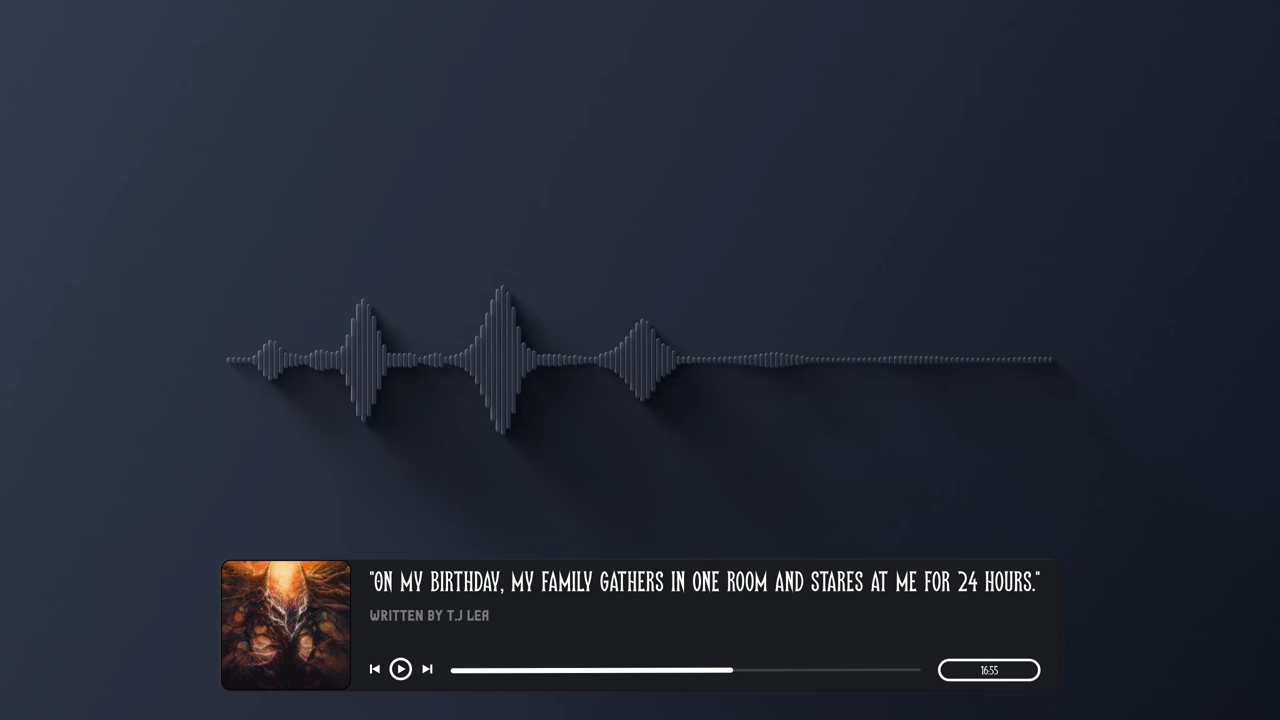 "ON MY BIRTHDAY, MY FAMILY GATHERS IN ONE ROOM AND STARES AT ME FOR 24 HOURS."
WRITTEN BY T.J LEA
16:55